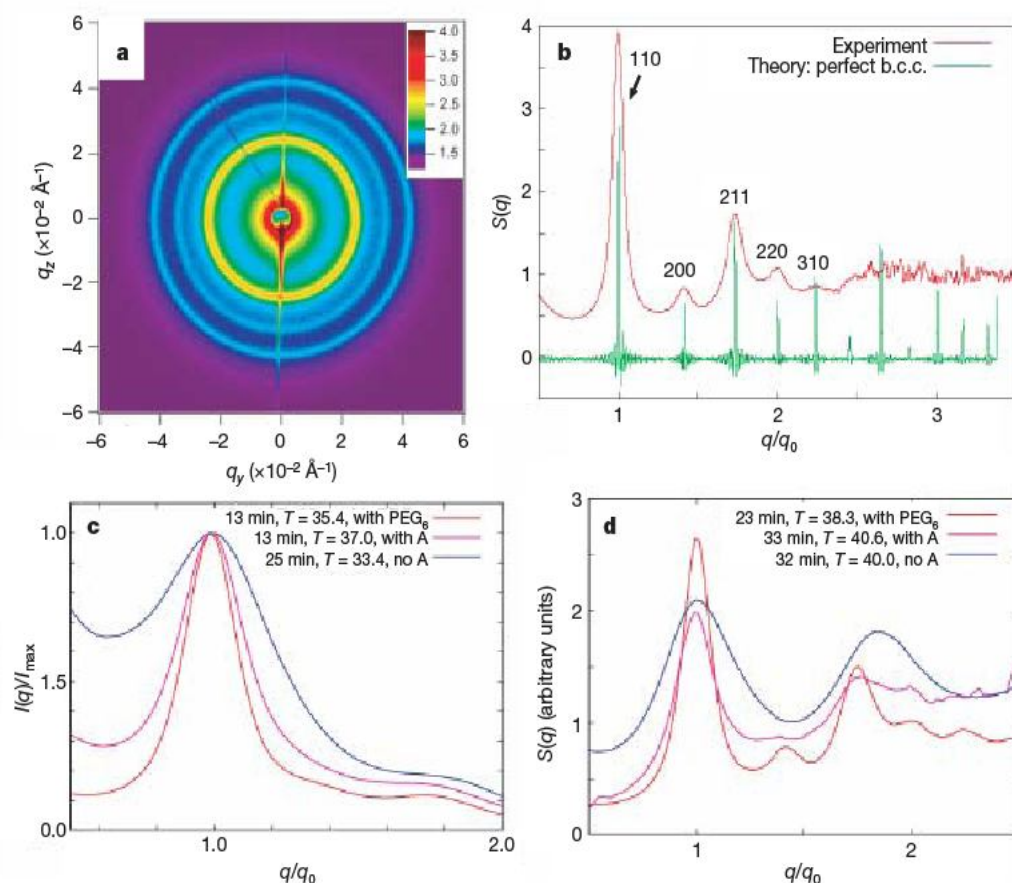 a
6
4
2
0
−2
−4
−6
qz (×10⁻² Å⁻¹)
−6 −4 −2 0 2 4 6
qy (×10⁻² Å⁻¹)
4.0
3.5
3.0
2.5
2.0
1.5
b
Experiment
Theory: perfect b.c.c.
110
211
200
220
310
4
3
2
1
0
S(q)
1 2 3
q/q₀
c
13 min, T = 35.4, with PEG₆
13 min, T = 37.0, with A
25 min, T = 33.4, no A
1.0
1.5
0.0
I(q)/Imax
1.0 2.0
q/q₀
d
23 min, T = 38.3, with PEG₆
33 min, T = 40.6, with A
32 min, T = 40.0, no A
3
2
1
0
S(q) (arbitrary units)
1 2
q/q₀